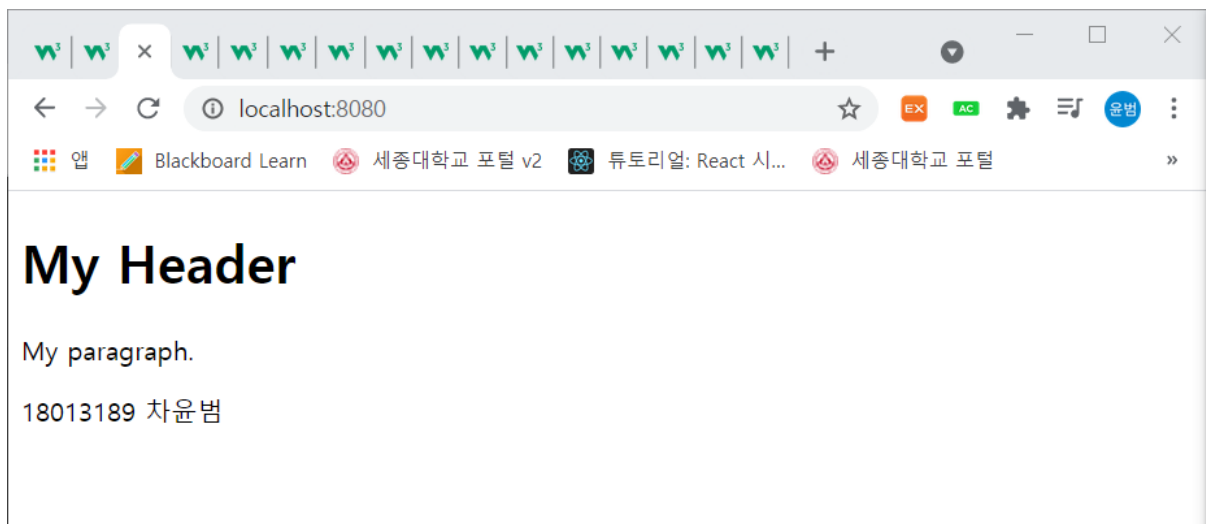 localhost:8080
EX
AC
윤범
앱 Blackboard Learn 세종대학교 포털 v2 튜토리얼: React 시... 세종대학교 포털 »
My Header
My paragraph.
18013189 차윤범